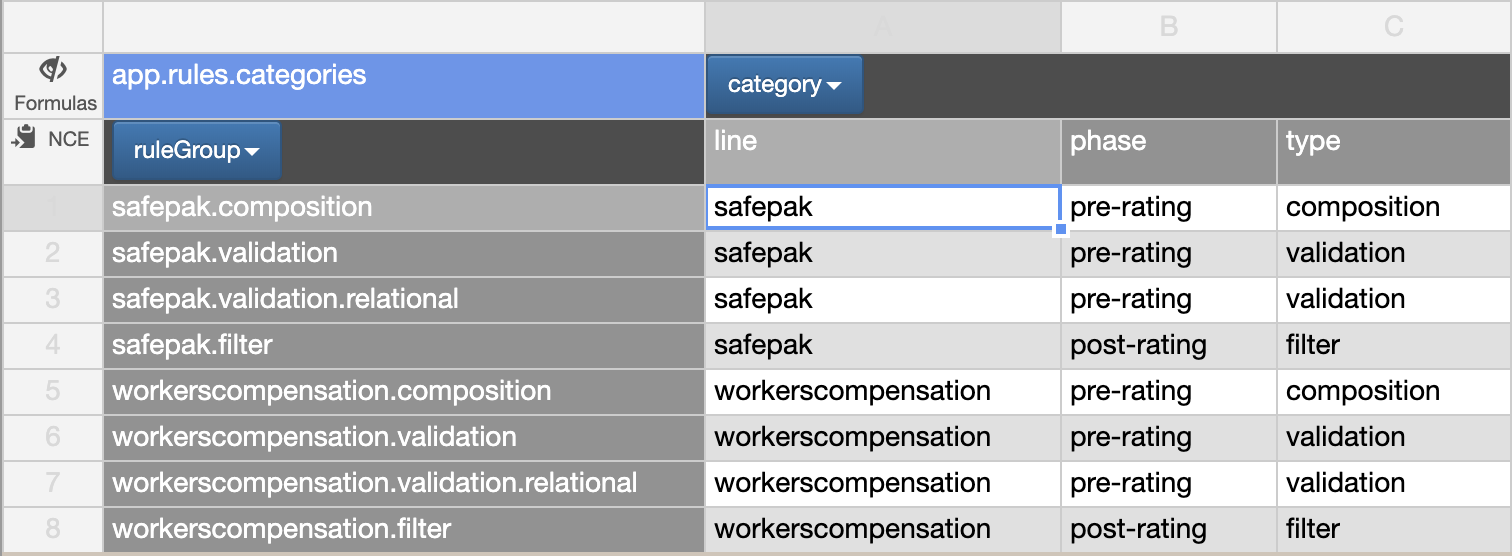 A B C
Formulas app.rules.categories category
NCE ruleGroup line phase type
1 safepak.composition safepak pre-rating composition
2 safepak.validation safepak pre-rating validation
3 safepak.validation.relational safepak pre-rating validation
4 safepak.filter safepak post-rating filter
5 workerscompensation.composition workerscompensation pre-rating composition
6 workerscompensation.validation workerscompensation pre-rating validation
7 workerscompensation.validation.relational workerscompensation pre-rating validation
8 workerscompensation.filter workerscompensation post-rating filter